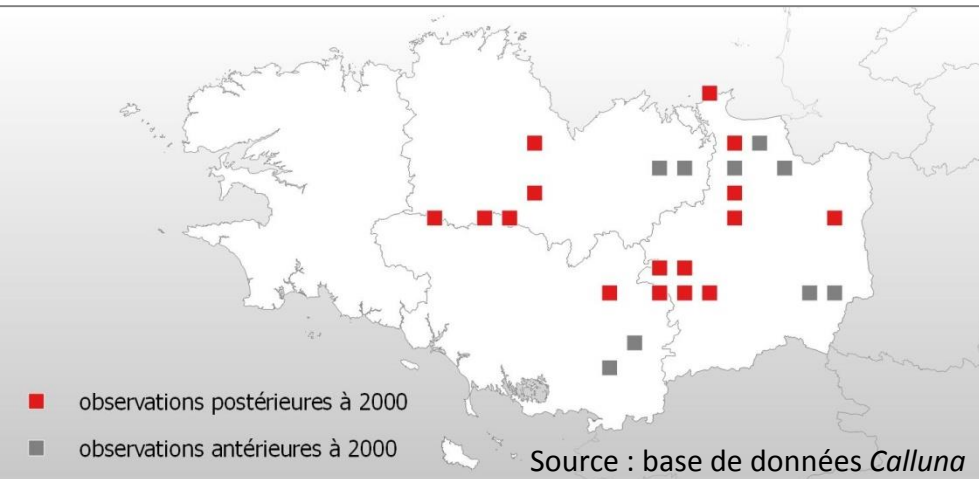 observations postérieures à 2000
observations antérieures à 2000
Source : base de données Calluna